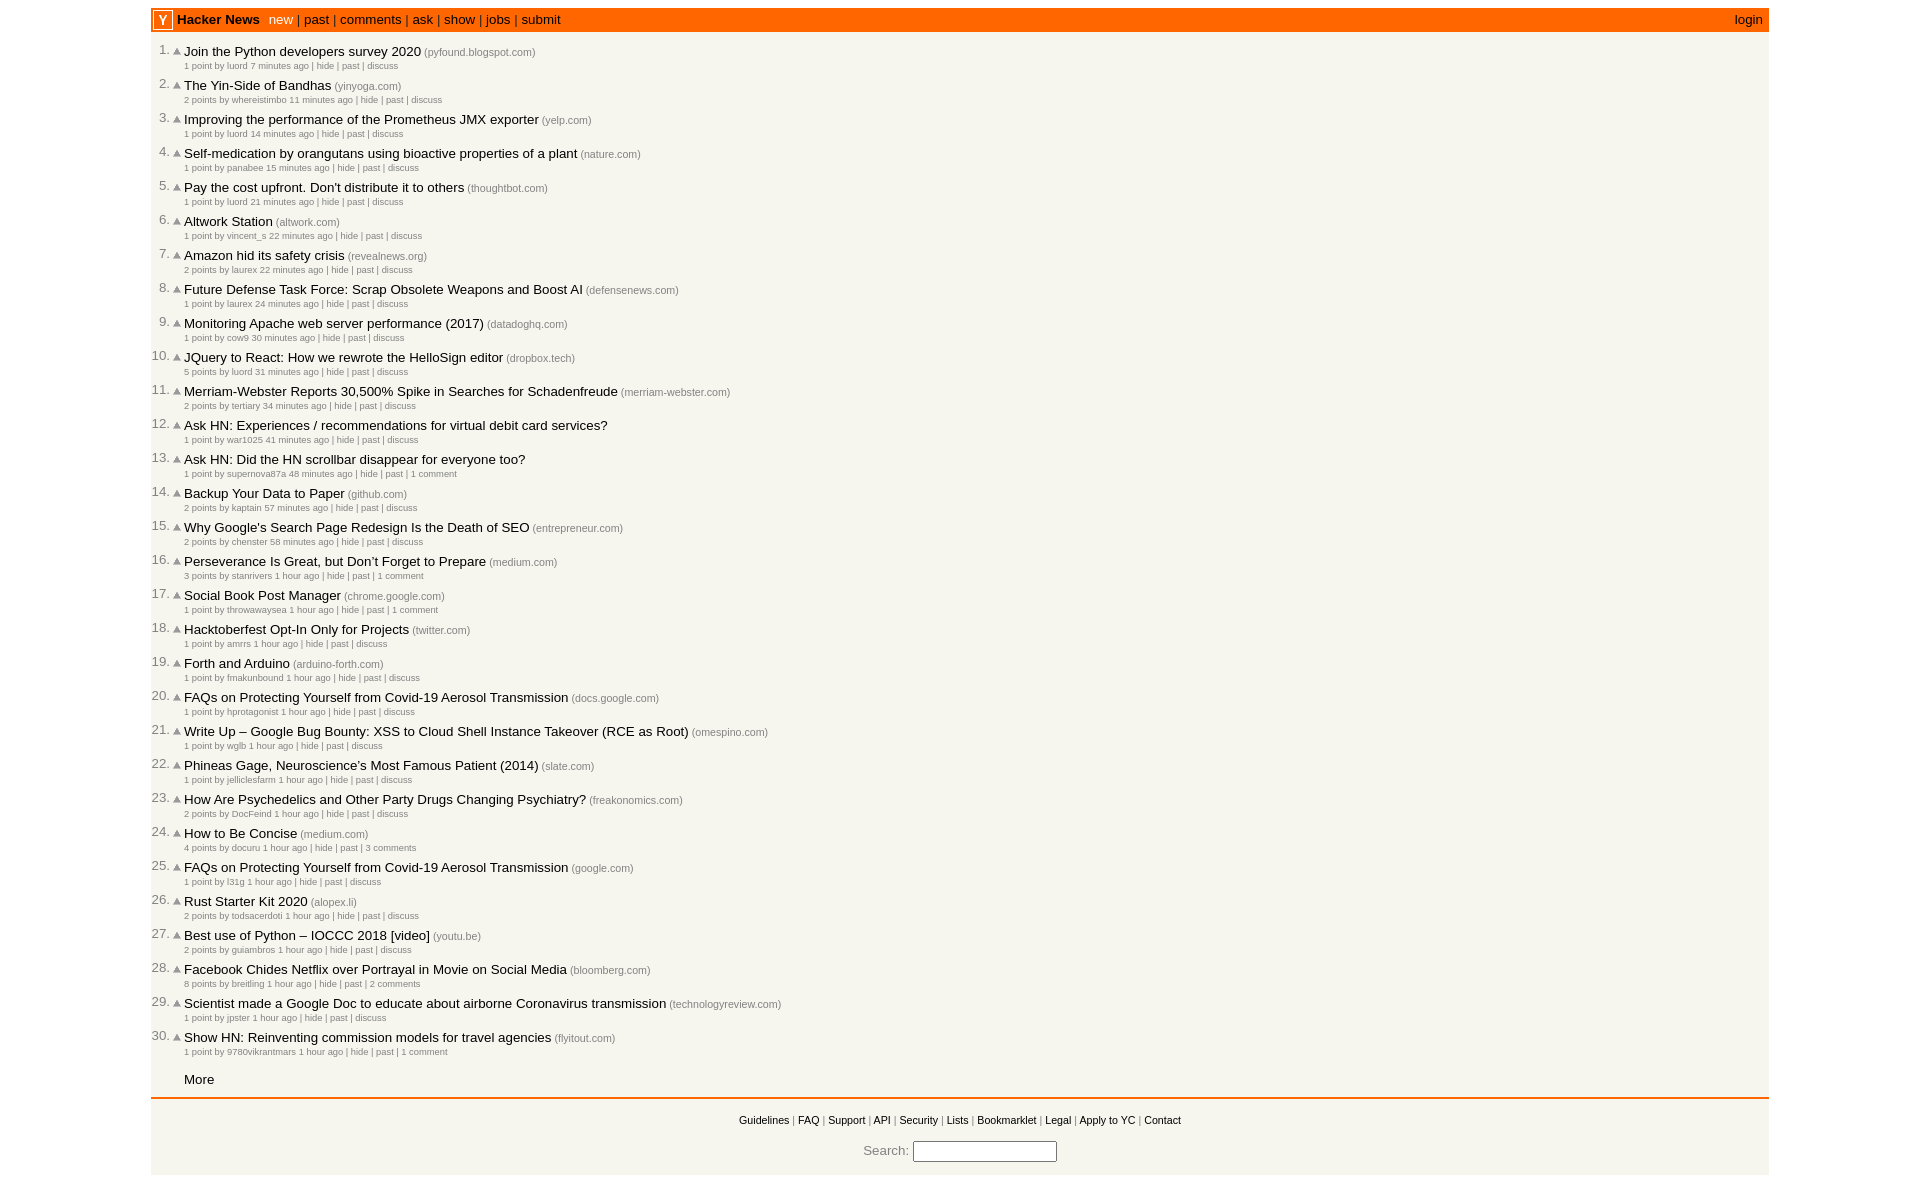 Y Hacker News new | past | comments | ask | show | jobs | submit login
1. Join the Python developers survey 2020 (pyfound.blogspot.com)
1 point by luord 7 minutes ago | hide | past | discuss
2. The Yin-Side of Bandhas (yinyoga.com)
2 points by whereistimbo 11 minutes ago | hide | past | discuss
3. Improving the performance of the Prometheus JMX exporter (yelp.com)
1 point by luord 14 minutes ago | hide | past | discuss
4. Self-medication by orangutans using bioactive properties of a plant (nature.com)
1 point by panabee 15 minutes ago | hide | past | discuss
5. Pay the cost upfront. Don't distribute it to others (thoughtbot.com)
1 point by luord 21 minutes ago | hide | past | discuss
6. Altwork Station (altwork.com)
1 point by vincent_s 22 minutes ago | hide | past | discuss
7. Amazon hid its safety crisis (revealnews.org)
2 points by laurex 22 minutes ago | hide | past | discuss
8. Future Defense Task Force: Scrap Obsolete Weapons and Boost AI (defensenews.com)
1 point by laurex 24 minutes ago | hide | past | discuss
9. Monitoring Apache web server performance (2017) (datadoghq.com)
1 point by cow9 30 minutes ago | hide | past | discuss
10. JQuery to React: How we rewrote the HelloSign editor (dropbox.tech)
5 points by luord 31 minutes ago | hide | past | discuss
11. Merriam-Webster Reports 30,500% Spike in Searches for Schadenfreude (merriam-webster.com)
2 points by tertiary 34 minutes ago | hide | past | discuss
12. Ask HN: Experiences / recommendations for virtual debit card services?
1 point by war1025 41 minutes ago | hide | past | discuss
13. Ask HN: Did the HN scrollbar disappear for everyone too?
1 point by supernova87a 48 minutes ago | hide | past | 1 comment
14. Backup Your Data to Paper (github.com)
2 points by kaptain 57 minutes ago | hide | past | discuss
15. Why Google's Search Page Redesign Is the Death of SEO (entrepreneur.com)
2 points by chenster 58 minutes ago | hide | past | discuss
16. Perseverance Is Great, but Don’t Forget to Prepare (medium.com)
3 points by stanrivers 1 hour ago | hide | past | 1 comment
17. Social Book Post Manager (chrome.google.com)
1 point by throwawaysea 1 hour ago | hide | past | 1 comment
18. Hacktoberfest Opt-In Only for Projects (twitter.com)
1 point by amrrs 1 hour ago | hide | past | discuss
19. Forth and Arduino (arduino-forth.com)
1 point by fmakunbound 1 hour ago | hide | past | discuss
20. FAQs on Protecting Yourself from Covid-19 Aerosol Transmission (docs.google.com)
1 point by hprotagonist 1 hour ago | hide | past | discuss
21. Write Up – Google Bug Bounty: XSS to Cloud Shell Instance Takeover (RCE as Root) (omespino.com)
1 point by wglb 1 hour ago | hide | past | discuss
22. Phineas Gage, Neuroscience's Most Famous Patient (2014) (slate.com)
1 point by jelliclesfarm 1 hour ago | hide | past | discuss
23. How Are Psychedelics and Other Party Drugs Changing Psychiatry? (freakonomics.com)
2 points by DocFeind 1 hour ago | hide | past | discuss
24. How to Be Concise (medium.com)
4 points by docuru 1 hour ago | hide | past | 3 comments
25. FAQs on Protecting Yourself from Covid-19 Aerosol Transmission (google.com)
1 point by l31g 1 hour ago | hide | past | discuss
26. Rust Starter Kit 2020 (alopex.li)
2 points by todsacerdoti 1 hour ago | hide | past | discuss
27. Best use of Python – IOCCC 2018 [video] (youtu.be)
2 points by guiambros 1 hour ago | hide | past | discuss
28. Facebook Chides Netflix over Portrayal in Movie on Social Media (bloomberg.com)
8 points by breitling 1 hour ago | hide | past | 2 comments
29. Scientist made a Google Doc to educate about airborne Coronavirus transmission (technologyreview.com)
1 point by jpster 1 hour ago | hide | past | discuss
30. Show HN: Reinventing commission models for travel agencies (flyitout.com)
1 point by 9780vikrantmars 1 hour ago | hide | past | 1 comment
More
Guidelines | FAQ | Support | API | Security | Lists | Bookmarklet | Legal | Apply to YC | Contact
Search: